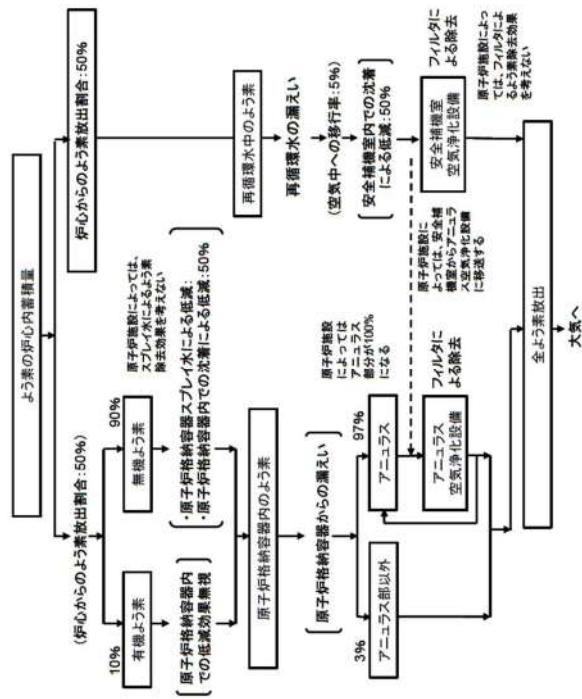 よう素の炉心内蓄積量
(炉心からのよう素放出割合:50%)
炉心からのよう素放出割合:50%
10%
有機よう素
90%
無機よう素
原子炉施設によっては、
スプレイ水によるよう素
除去効果を考えない
原子炉格納容器内
での低減効果無視
・原子炉格納容器スプレイ水による低減:
・原子炉格納容器内での沈着による低減:50%
原子炉格納容器内のよう素
原子炉格納容器からの漏えい
3%
アニュラス部以外
97%
アニュラス
原子炉施設
によっては
アニュラス
部分が100%
になる
アニュラス
空気浄化設備
フィルタに
よる除去
再循環水中のよう素
再循環水の漏えい
(空気中への移行率:5%)
安全補機室内での沈着
による低減:50%
原子炉施設に
よっては、安全補
機室からアニュラ
ス空気浄化設備
に移送する
安全補機室
空気浄化設備
フィルタに
よる除去
原子炉施設によっ
ては、フィルタによ
るよう素除去効果
を考えない
全よう素放出
大気へ